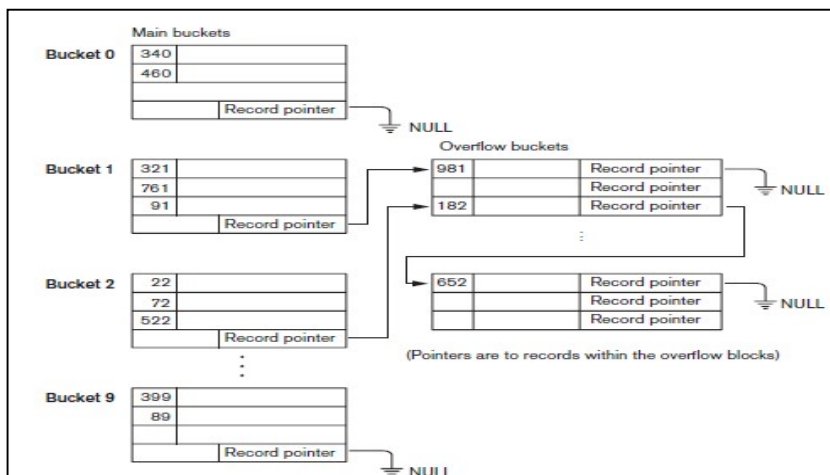 Main buckets
Bucket 0
340
460
Record pointer
NULL
Overflow buckets
Bucket 1
321
761
91
Record pointer
981
Record pointer
Record pointer
182
Record pointer
NULL
Bucket 2
22
72
522
Record pointer
652
Record pointer
Record pointer
Record pointer
NULL
(Pointers are to records within the overflow blocks)
Bucket 9
399
89
Record pointer
NULL